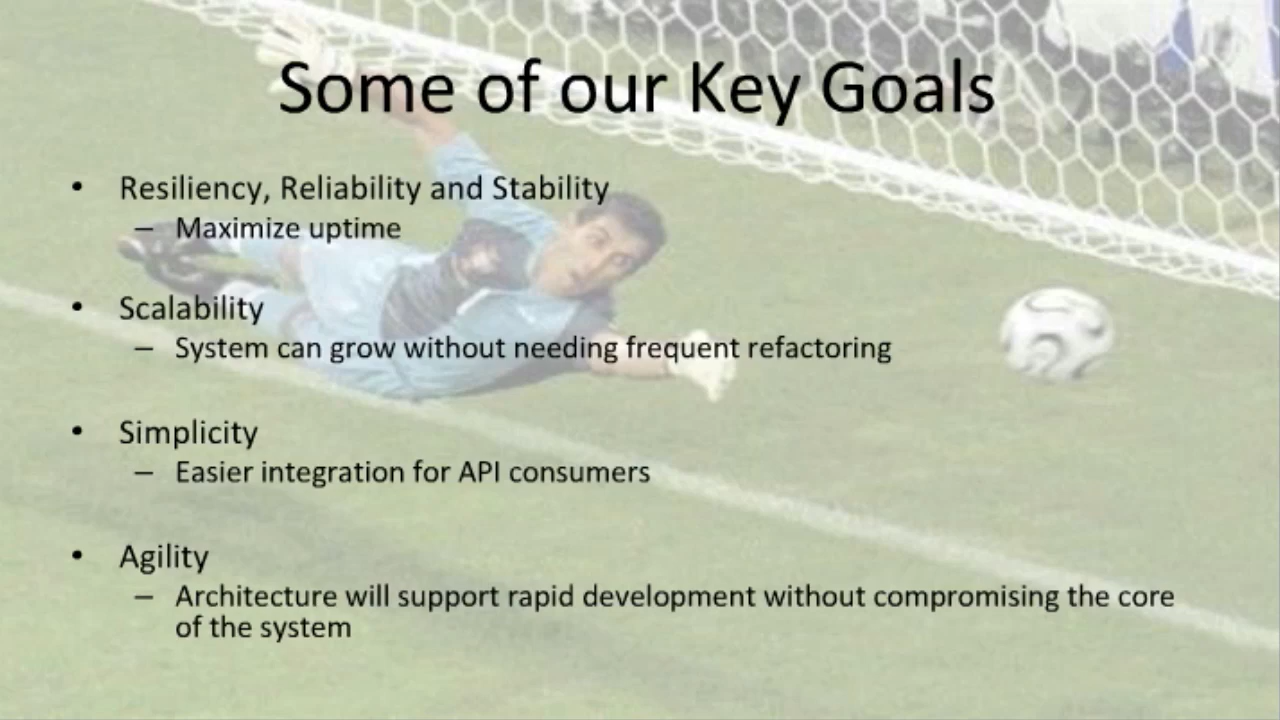 Some of our Key Goals
• Resiliency, Reliability and Stability
– Maximize uptime
• Scalability
– System can grow without needing frequent refactoring
• Simplicity
– Easier integration for API consumers
• Agility
– Architecture will support rapid development without compromising the core
of the system